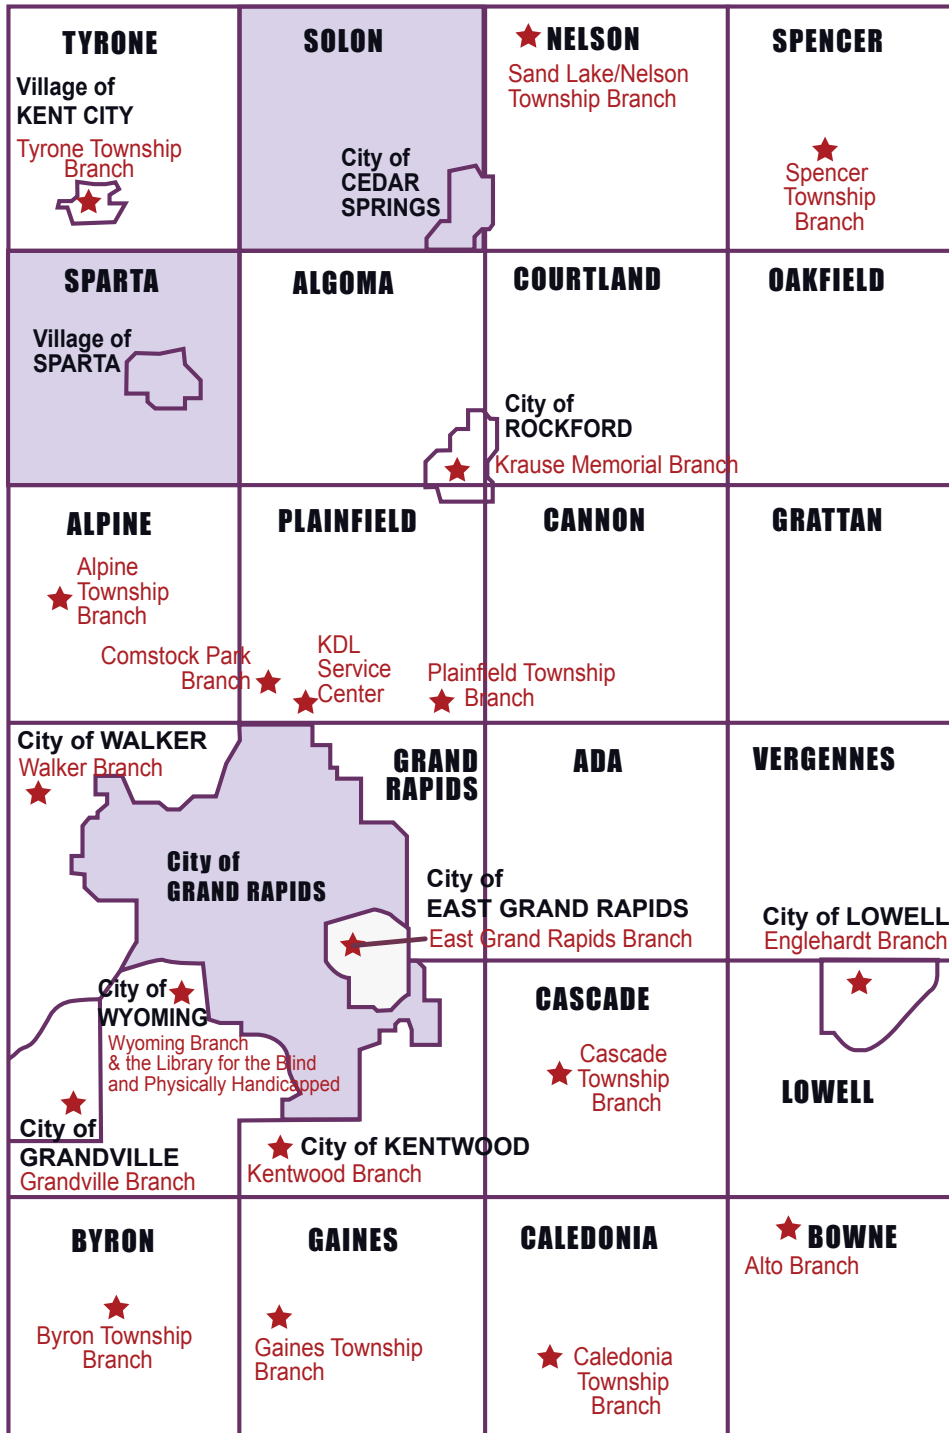 TYRONE
Village of
KENT CITY
Tyrone Township
Branch
SOLON
City of
CEDAR
SPRINGS
NELSON
Sand Lake/Nelson
Township Branch
SPENCER
Spencer
Township
Branch
SPARTA
Village of
SPARTA
ALGOMA
COURTLAND
City of
ROCKFORD
Krause Memorial Branch
OAKFIELD
ALPINE
Alpine
Township
Branch
PLAINFIELD
Comstock Park
Branch
KDL
Service
Center
Plainfield Township
Branch
CANNON
GRATTAN
City of WALKER
Walker Branch
GRAND
RAPIDS
ADA
VERGENNES
City of
GRAND RAPIDS
City of
EAST GRAND RAPIDS
East Grand Rapids Branch
City of LOWELL
Englehardt Branch
City of
WYOMING
Wyoming Branch
& the Library for the Blind
and Physically Handicapped
CASCADE
Cascade
Township
Branch
LOWELL
City of
GRANDVILLE
Grandville Branch
City of KENTWOOD
Kentwood Branch
BYRON
Byron Township
Branch
GAINES
Gaines Township
Branch
CALEDONIA
Caledonia
Township
Branch
BOWNE
Alto Branch